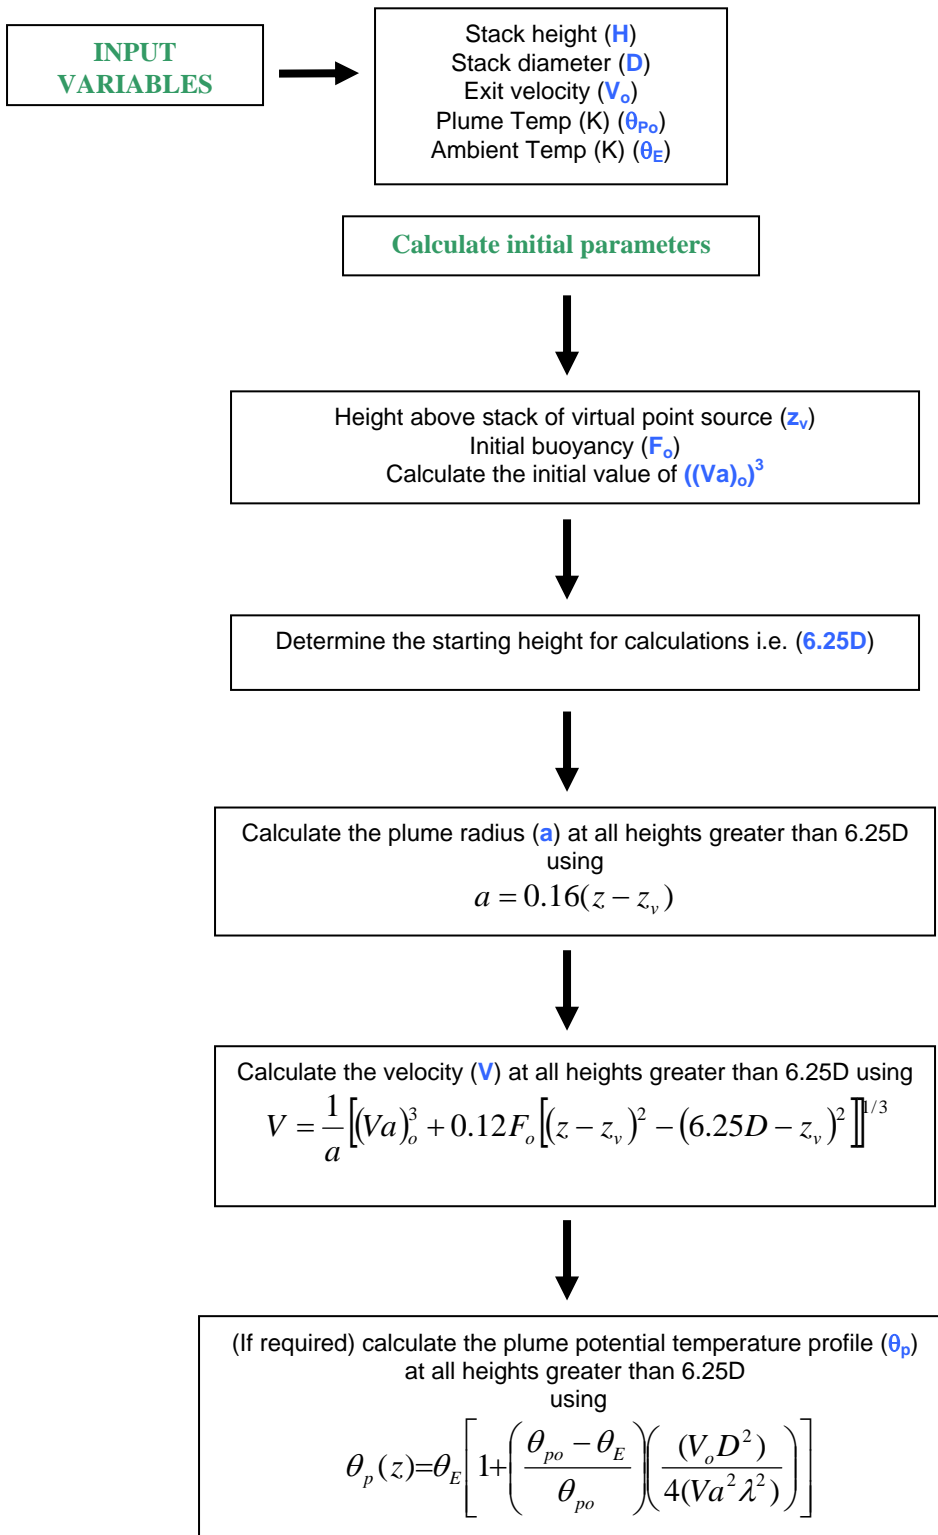 INPUT
VARIABLES
Stack height (H)
Stack diameter (D)
Exit velocity (Vₒ)
Plume Temp (K) (θₚₒ)
Ambient Temp (K) (θ_E)
Calculate initial parameters
Height above stack of virtual point source (zᵥ)
Initial buoyancy (Fₒ)
Calculate the initial value of ((Va)ₒ)³
Determine the starting height for calculations i.e. (6.25D)
Calculate the plume radius (a) at all heights greater than 6.25D
using
a = 0.16(z − zᵥ)
Calculate the velocity (V) at all heights greater than 6.25D using
V = 1/a [(Va)ₒ³ + 0.12Fₒ[(z − zᵥ)² − (6.25D − zᵥ)²]]^1/3
(If required) calculate the plume potential temperature profile (θₚ)
at all heights greater than 6.25D
using
θₚ(z)=θ_E[1+((θₚₒ − θ_E)/θₚₒ)((VₒD²)/4(Va²λ²))]